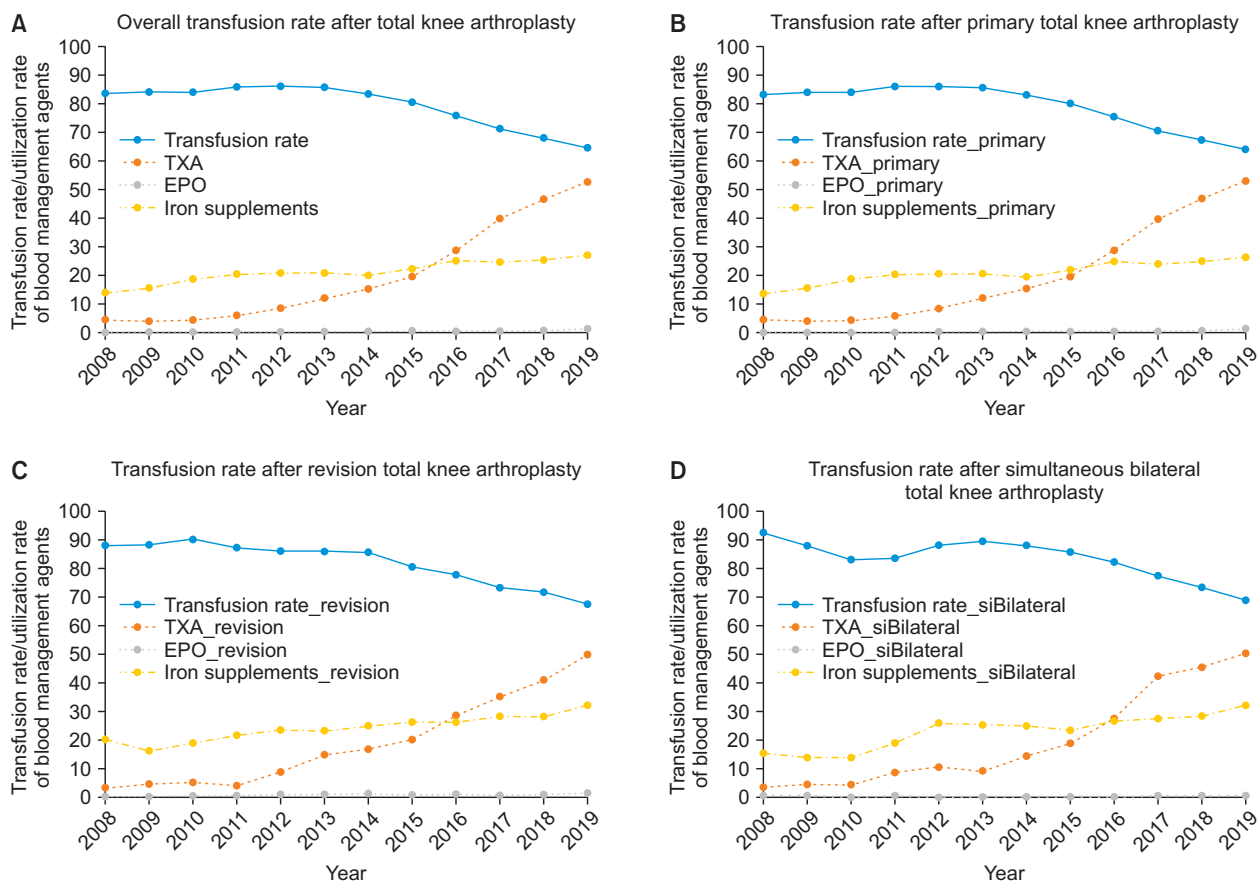 A
Overall transfusion rate after total knee arthroplasty
Transfusion rate/utilization rate
of blood management agents
100
90
80
70
60
50
40
30
20
10
0
Transfusion rate
TXA
EPO
Iron supplements
2008
2009
2010
2011
2012
2013
2014
2015
2016
2017
2018
2019
Year
B
Transfusion rate after primary total knee arthroplasty
Transfusion rate/utilization rate
of blood management agents
100
90
80
70
60
50
40
30
20
10
0
Transfusion rate_primary
TXA_primary
EPO_primary
Iron supplements_primary
2008
2009
2010
2011
2012
2013
2014
2015
2016
2017
2018
2019
Year
C
Transfusion rate after revision total knee arthroplasty
Transfusion rate/utilization rate
of blood management agents
100
90
80
70
60
50
40
30
20
10
0
Transfusion rate_revision
TXA_revision
EPO_revision
Iron supplements_revision
2008
2009
2010
2011
2012
2013
2014
2015
2016
2017
2018
2019
Year
D
Transfusion rate after simultaneous bilateral
total knee arthroplasty
Transfusion rate/utilization rate
of blood management agents
100
90
80
70
60
50
40
30
20
10
0
Transfusion rate_siBilateral
TXA_siBilateral
EPO_siBilateral
Iron supplements_siBilateral
2008
2009
2010
2011
2012
2013
2014
2015
2016
2017
2018
2019
Year